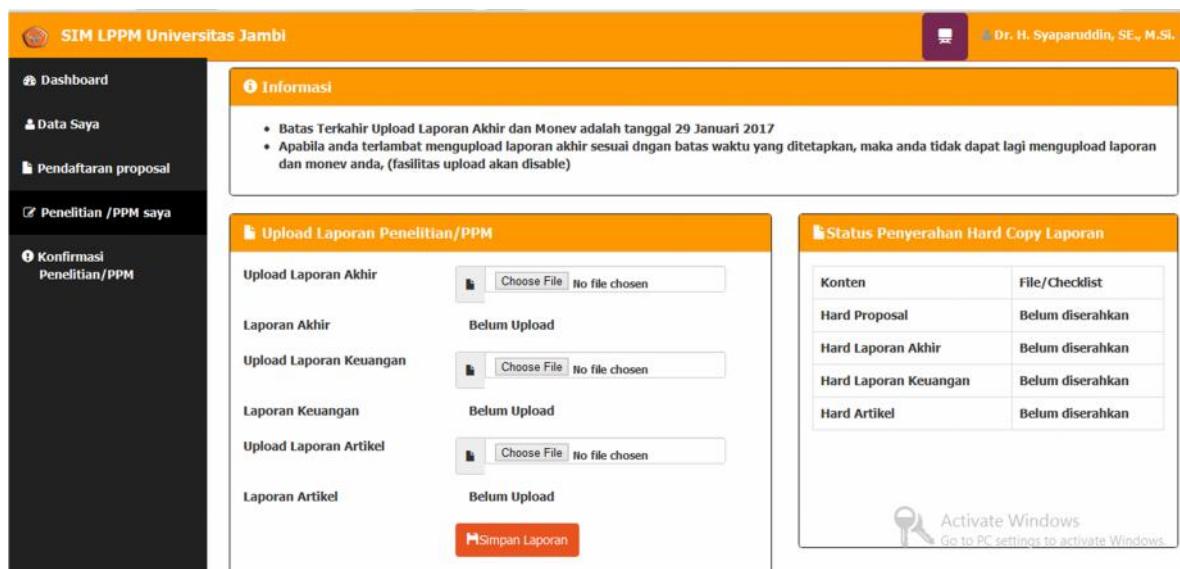 SIM LPPM Universitas Jambi
Dr. H. Syaparuddin, SE., M.Si.
Dashboard
Data Saya
Pendaftaran proposal
Penelitian /PPM saya
Konfirmasi
Penelitian/PPM
Informasi
Batas Terkahir Upload Laporan Akhir dan Monev adalah tanggal 29 Januari 2017
Apabila anda terlambat mengupload laporan akhir sesuai dngan batas waktu yang ditetapkan, maka anda tidak dapat lagi mengupload laporan
dan monev anda, (fasilitas upload akan disable)
Upload Laporan Penelitian/PPM
Upload Laporan Akhir Choose File No file chosen
Laporan Akhir Belum Upload
Upload Laporan Keuangan Choose File No file chosen
Laporan Keuangan Belum Upload
Upload Laporan Artikel Choose File No file chosen
Laporan Artikel Belum Upload
Simpan Laporan
Status Penyerahan Hard Copy Laporan
Konten File/Checklist
Hard Proposal Belum diserahkan
Hard Laporan Akhir Belum diserahkan
Hard Laporan Keuangan Belum diserahkan
Hard Artikel Belum diserahkan
Activate Windows
Go to PC settings to activate Windows.